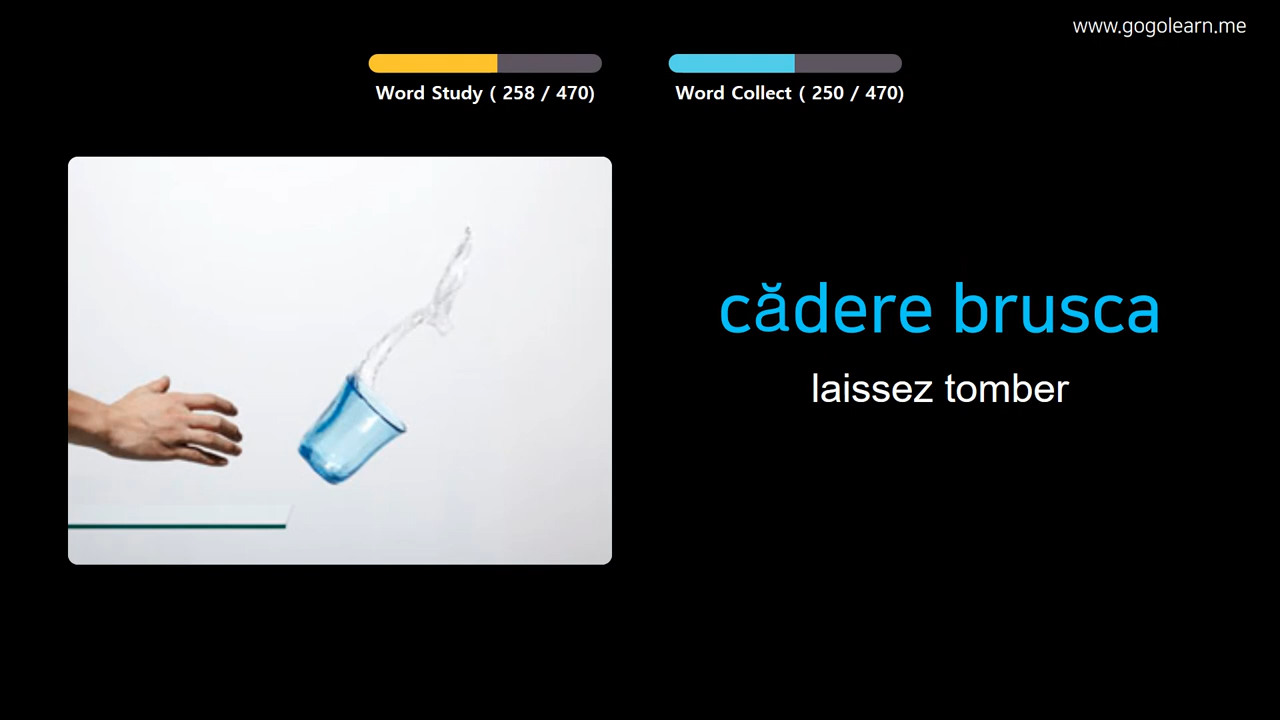 www.gogolearn.me
Word Study ( 258 / 470)
Word Collect ( 250 / 470)
cădere brusca
laissez tomber